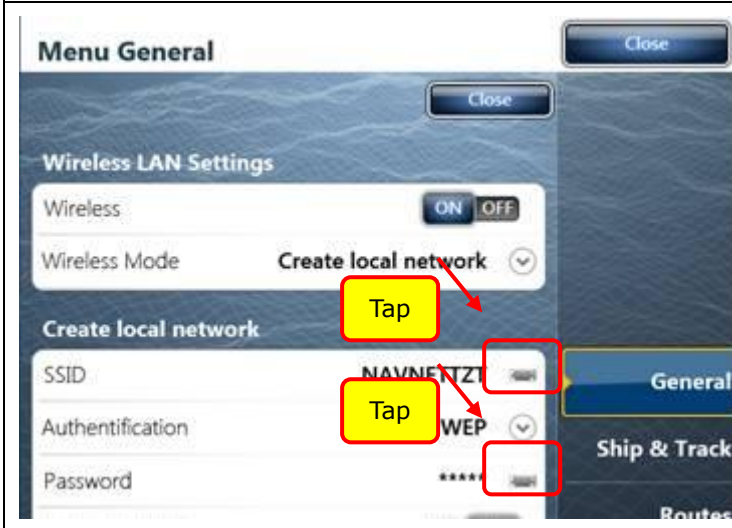 Menu General
Close
Close
Wireless LAN Settings
Wireless
ON OFF
Wireless Mode Create local network
Tap
Create local network
SSID NAVNETTZT
General
Authentification WEP
Tap
Ship & Track
Password *****
Routes